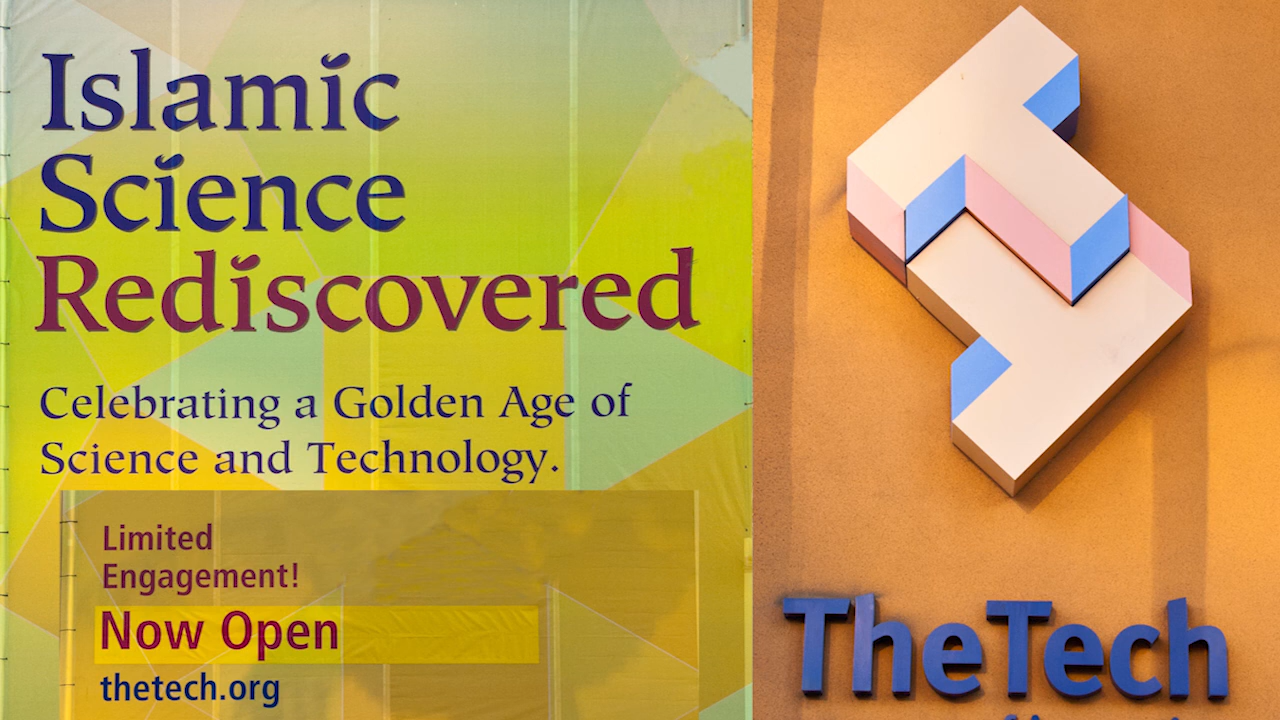 Islamic
Science
Rediscovered
Celebrating a Golden Age of
Science and Technology.
Limited
Engagement!
Now Open
thetech.org
TheTech